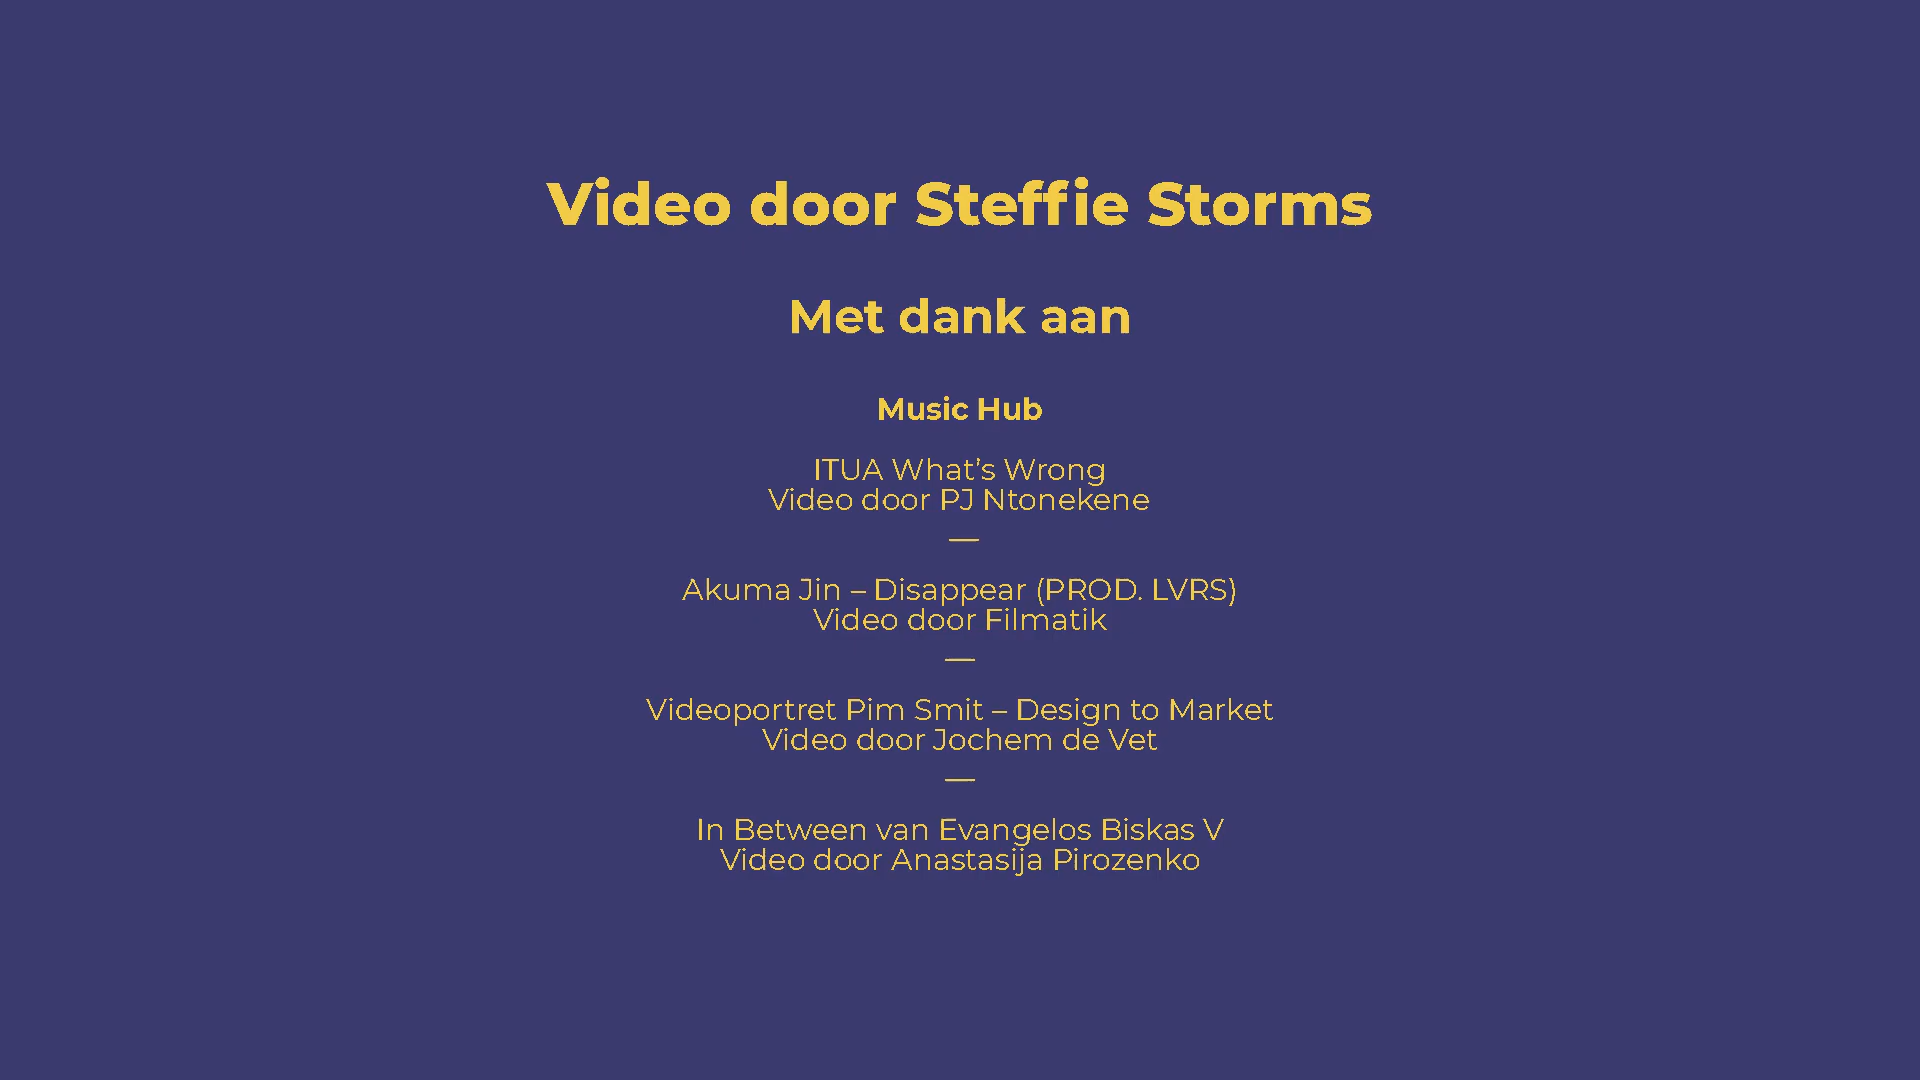 Video door Steffie Storms
Met dank aan
Music Hub
ITUA What’s Wrong
Video door PJ Ntonekene
—
Akuma Jin – Disappear (PROD. LVRS)
Video door Filmatik
—
Videoportret Pim Smit – Design to Market
Video door Jochem de Vet
—
In Between van Evangelos Biskas V
Video door Anastasija Pirozenko